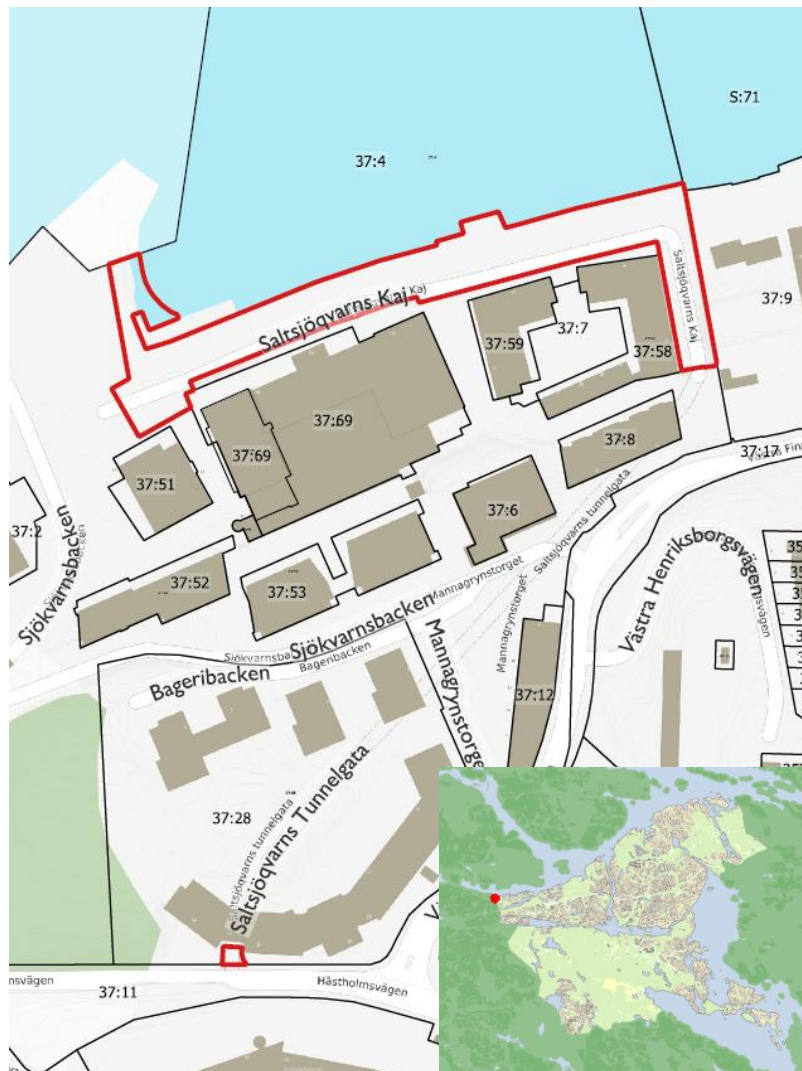 S:71
37:4
Saltsjöqvarns Kaj
Saltsjöqvarns Kaj
37:9
37:59
37:7
37:58
37:69
37:69
37:8
37:17
37:51
37:6
37:2
Sjökvarnsbacken
37:52
37:53
Saltsjöqvarns tunnelgata
Mannagrynstorget
Mannagrynstorget
Sjökvarnsbacken
Bageribacken
Bageribacken
Mannagrynstorget
Västra Henriksborgsvägen
37:12
37:28
Saltsjöqvarns tunnelgata
Saltsjöqvarns Tunnelgata
37:11
Hästholmsvägen